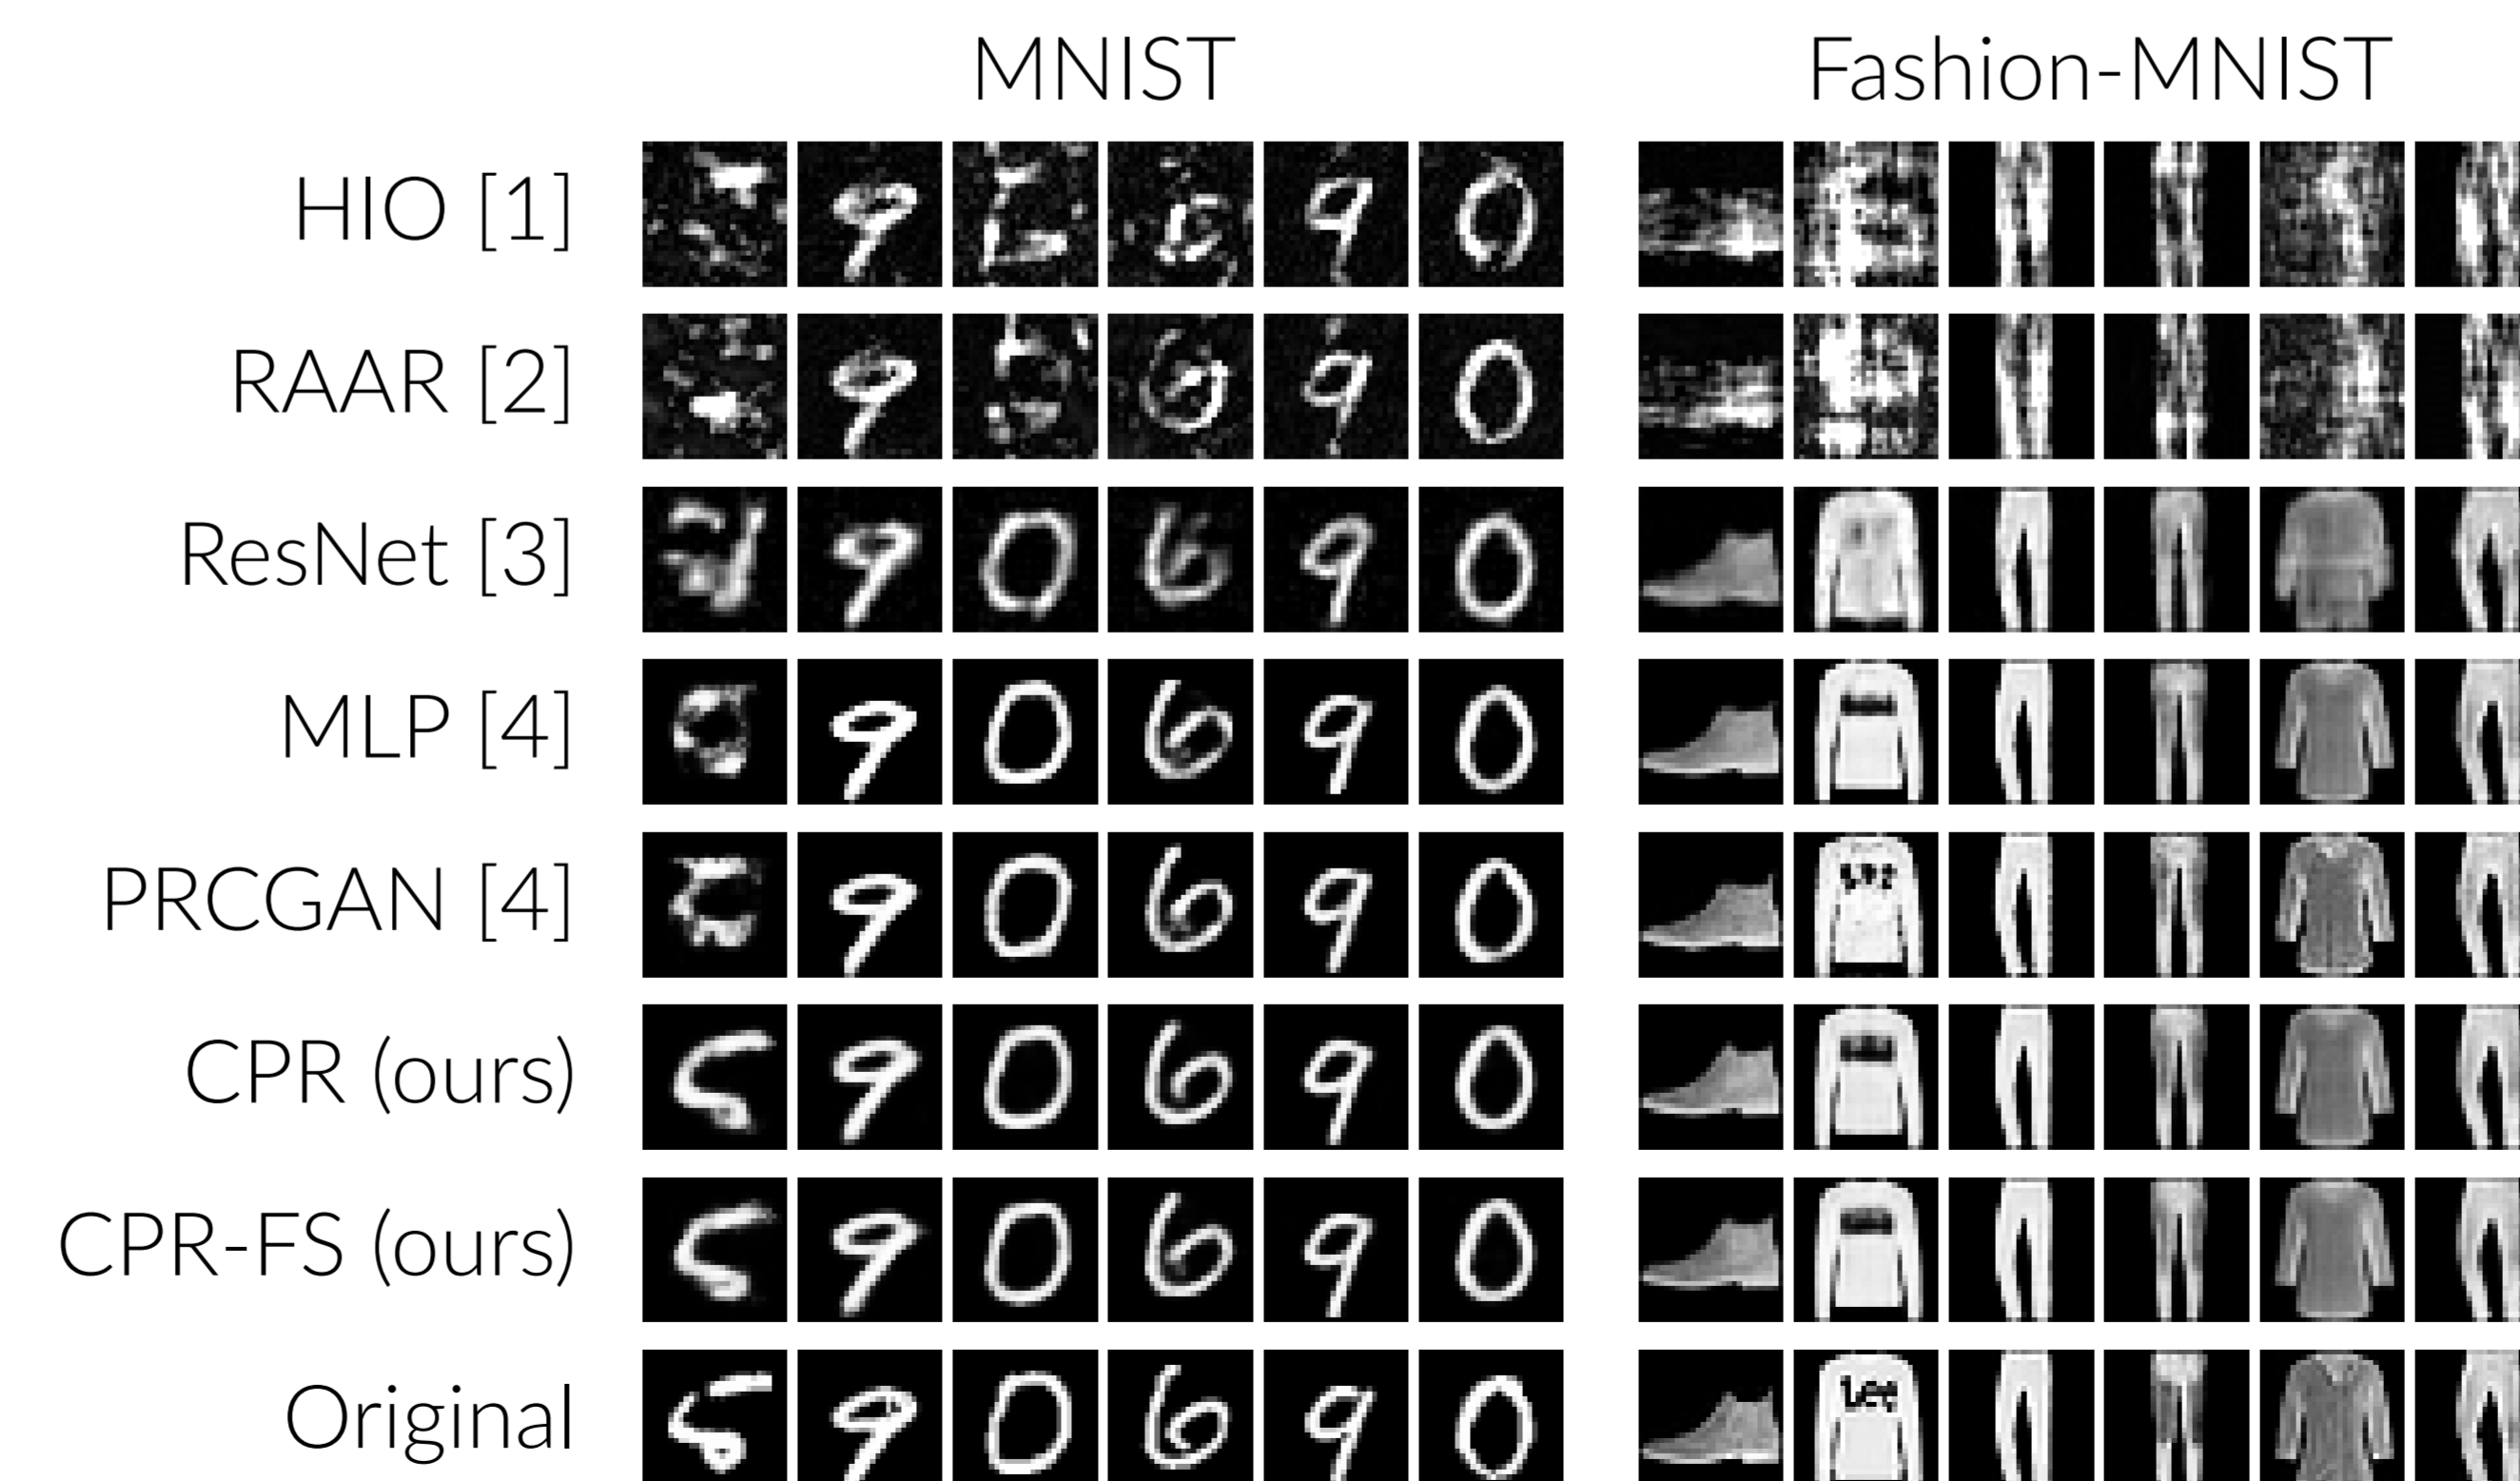 MNIST Fashion-MNIST
HIO [1]
RAAR [2]
ResNet [3]
MLP [4]
PRCGAN [4]
CPR (ours)
CPR-FS (ours)
Original
Lee